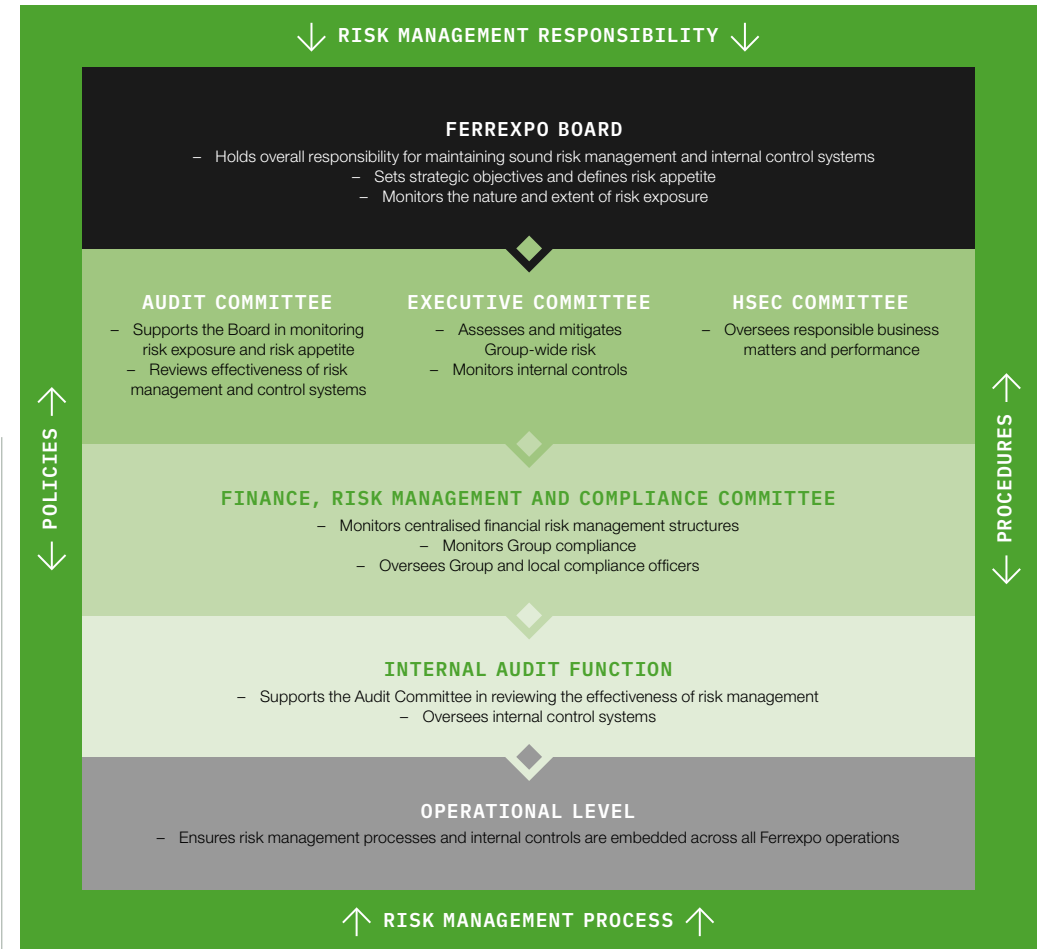 RISK MANAGEMENT RESPONSIBILITY
FERREXPO BOARD
– Holds overall responsibility for maintaining sound risk management and internal control systems
– Sets strategic objectives and defines risk appetite
– Monitors the nature and extent of risk exposure
AUDIT COMMITTEE
– Supports the Board in monitoring
risk exposure and risk appetite
– Reviews effectiveness of risk
management and control systems
EXECUTIVE COMMITTEE
– Assesses and mitigates
Group-wide risk
– Monitors internal controls
HSEC COMMITTEE
– Oversees responsible business
matters and performance
POLICIES
PROCEDURES
FINANCE, RISK MANAGEMENT AND COMPLIANCE COMMITTEE
– Monitors centralised financial risk management structures
– Monitors Group compliance
– Oversees Group and local compliance officers
INTERNAL AUDIT FUNCTION
– Supports the Audit Committee in reviewing the effectiveness of risk management
– Oversees internal control systems
OPERATIONAL LEVEL
– Ensures risk management processes and internal controls are embedded across all Ferrexpo operations
RISK MANAGEMENT PROCESS